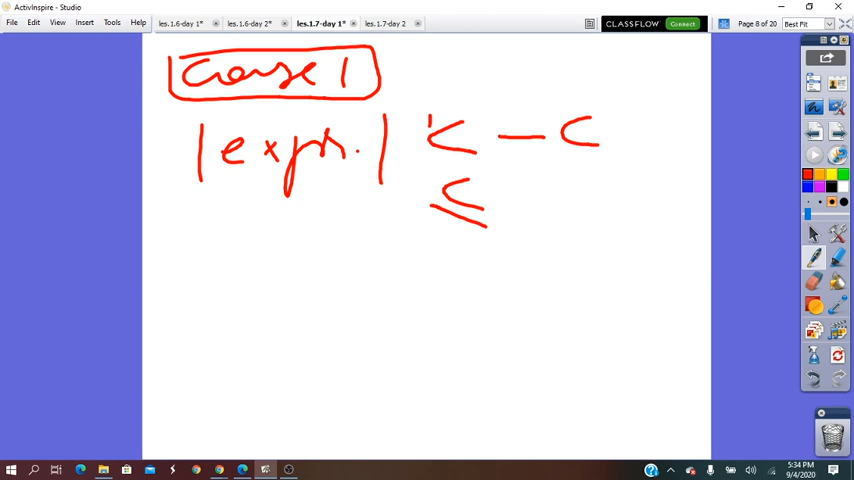 ActivInspire - Studio
les.1.6-day 1* les.1.6-day 2* les.1.7-day 1* les.1.7-day 2
File Edit View Insert Tools Help CLASSFLOW Connect Page 8 of 20 Best Fit
Case 1
|expr.| < - C
≤
5:34 PM
9/4/2020